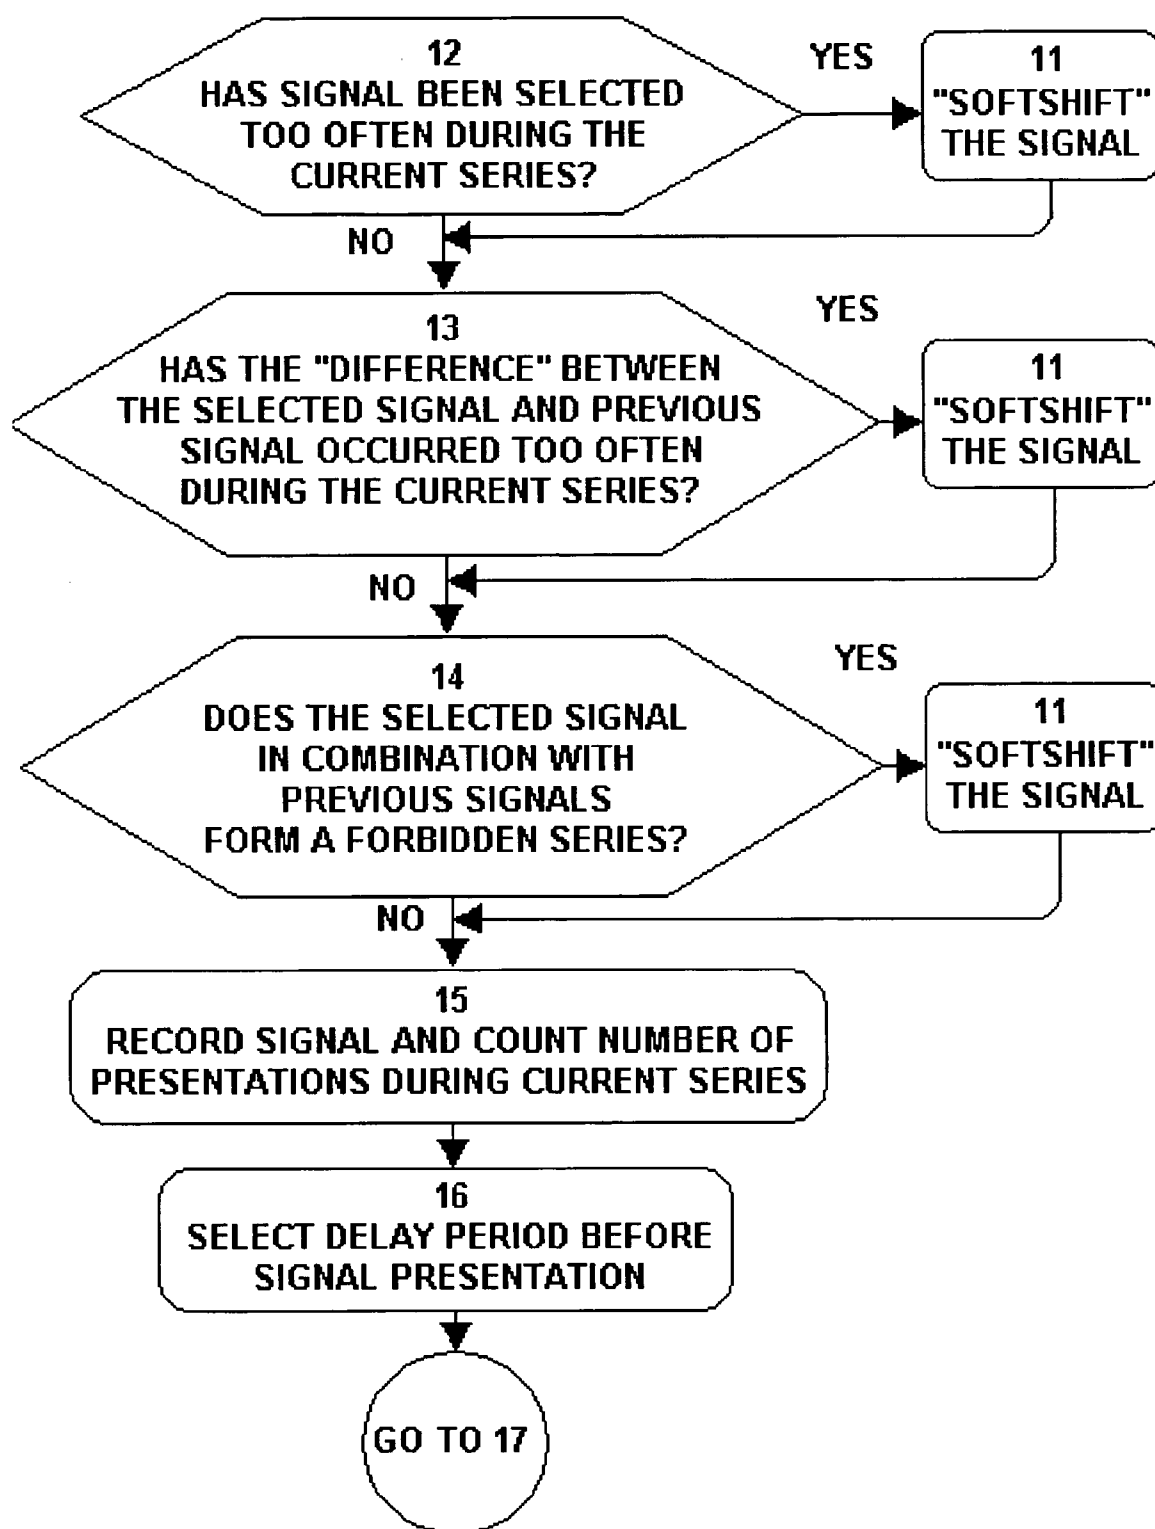 12
HAS SIGNAL BEEN SELECTED
TOO OFTEN DURING THE
CURRENT SERIES?
YES
11
"SOFTSHIFT"
THE SIGNAL
NO
13
HAS THE "DIFFERENCE" BETWEEN
THE SELECTED SIGNAL AND PREVIOUS
SIGNAL OCCURRED TOO OFTEN
DURING THE CURRENT SERIES?
YES
11
"SOFTSHIFT"
THE SIGNAL
NO
14
DOES THE SELECTED SIGNAL
IN COMBINATION WITH
PREVIOUS SIGNALS
FORM A FORBIDDEN SERIES?
YES
11
"SOFTSHIFT"
THE SIGNAL
NO
15
RECORD SIGNAL AND COUNT NUMBER OF
PRESENTATIONS DURING CURRENT SERIES
16
SELECT DELAY PERIOD BEFORE
SIGNAL PRESENTATION
GO TO 17